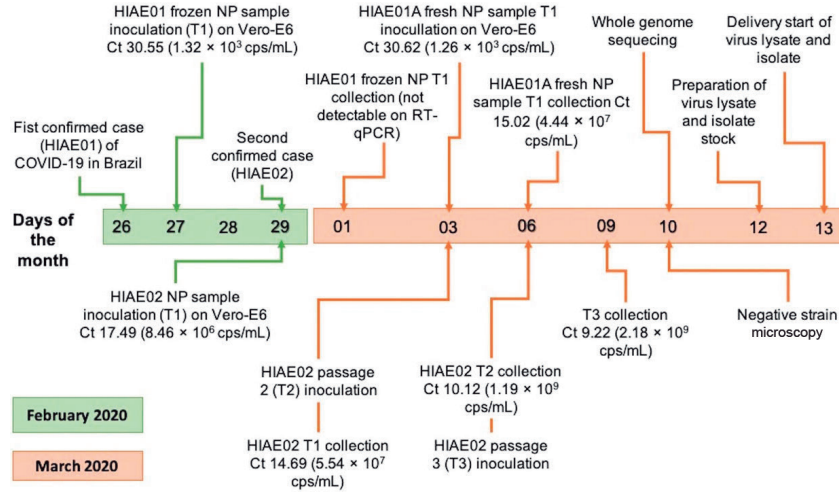 HIAE01 frozen NP sample
inoculation (T1) on Vero-E6
Ct 30.55 (1.32 × 10³ cps/mL)
HIAE01A fresh NP sample T1
inocullation on Vero-E6
Ct 30.62 (1.26 × 10³ cps/mL)
Whole genome
sequecing
Delivery start of
virus lysate and
isolate
HIAE01 frozen NP T1
collection (not
detectable on RT-
qPCR)
HIAE01A fresh NP
sample T1 collection Ct
15.02 (4.44 × 10⁷
cps/mL)
Preparation of
virus lysate
and isolate
stock
Fist confirmed case
(HIAE01) of
COVID-19 in Brazil
Second
confirmed case
(HIAE02)
Days of
the
month
26 27 28 29 01 03 06 09 10 12 13
HIAE02 NP sample
inoculation (T1) on Vero-E6
Ct 17.49 (8.46 × 10⁶ cps/mL)
T3 collection
Ct 9.22 (2.18 × 10⁹
cps/mL)
Negative strain
microscopy
HIAE02 passage
2 (T2) inoculation
HIAE02 T2 collection
Ct 10.12 (1.19 × 10⁹
cps/mL)
February 2020
HIAE02 T1 collection
Ct 14.69 (5.54 × 10⁷
cps/mL)
HIAE02 passage
3 (T3) inoculation
March 2020